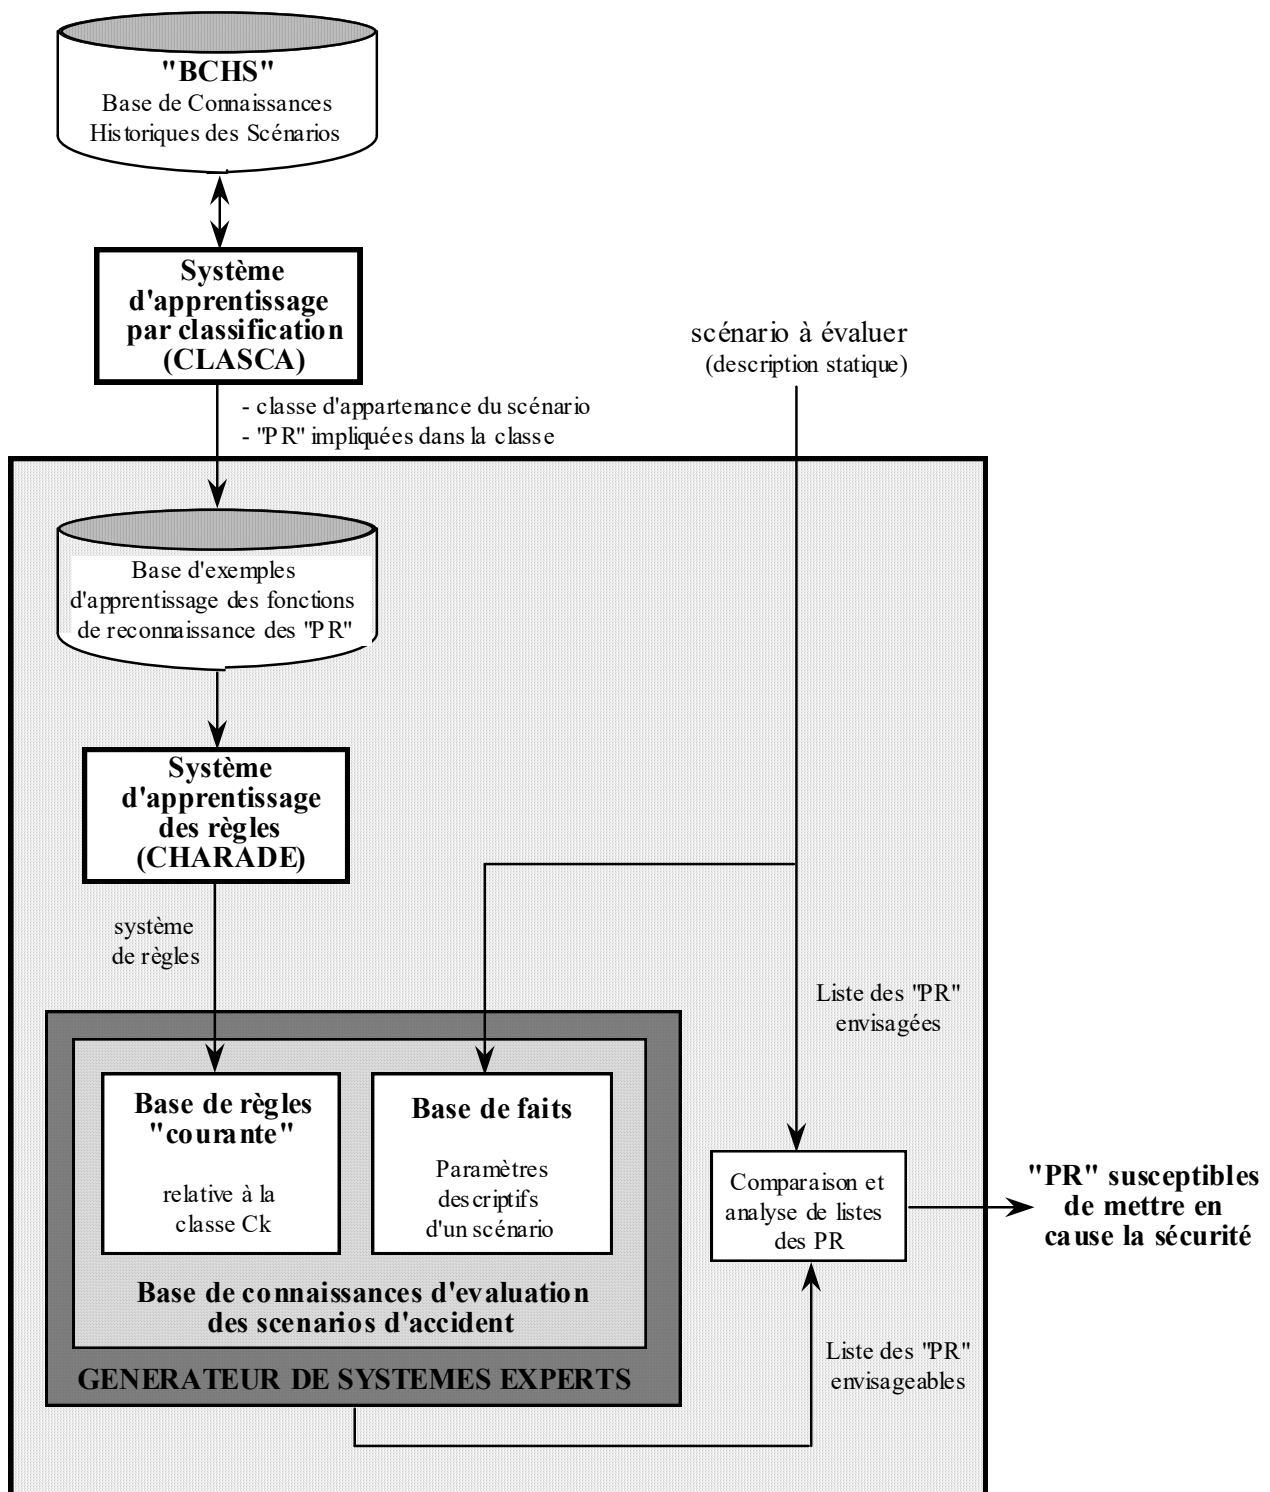 "BCHS"
Base de Connaissances
Historiques des Scénarios
Système
d'apprentissage
par classification
(CLASCA)
scénario à évaluer
(description statique)
- classe d'appartenance du scénario
- "PR" impliquées dans la classe
Base d'exemples
d'apprentissage des fonctions
de reconnaissance des "PR"
Système
d'apprentissage
des règles
(CHARADE)
système
de règles
Liste des "PR"
envisagées
Base de règles
"courante"
relative à la
classe Ck
Base de faits
Paramètres
descriptifs
d'un scénario
Comparaison et
analyse de listes
des PR
"PR" susceptibles
de mettre en
cause la sécurité
Base de connaissances d'evaluation
des scenarios d'accident
GENERATEUR DE SYSTEMES EXPERTS
Liste des "PR"
envisageables